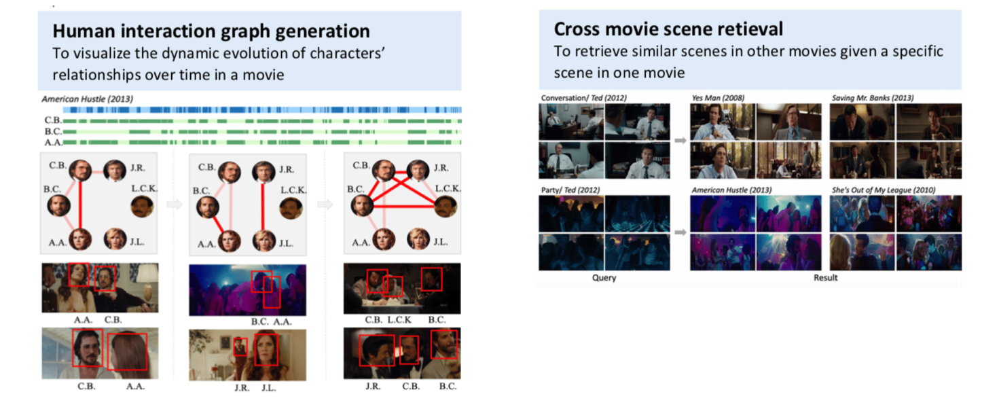 Human interaction graph generation
To visualize the dynamic evolution of characters’
relationships over time in a movie
American Hustle (2013)
C.B.
B.C.
A.A.
C.B.
J.R.
B.C.
L.C.K.
A.A.
J.L.
C.B.
J.R.
B.C.
L.C.K.
A.A.
J.L.
C.B.
J.R.
B.C.
L.C.K.
A.A.
J.L.
A.A. C.B.
B.C. A.A.
C.B. L.C.K B.C.
C.B. A.A.
J.R. J.L.
J.R. C.B. B.C.
Cross movie scene retieval
To retrieve similar scenes in other movies given a specific
scene in one movie
Conversation/ Ted (2012)
Yes Man (2008)
Saving Mr. Banks (2013)
Party/ Ted (2012)
American Hustle (2013)
She's Out of My League (2010)
Query
Result